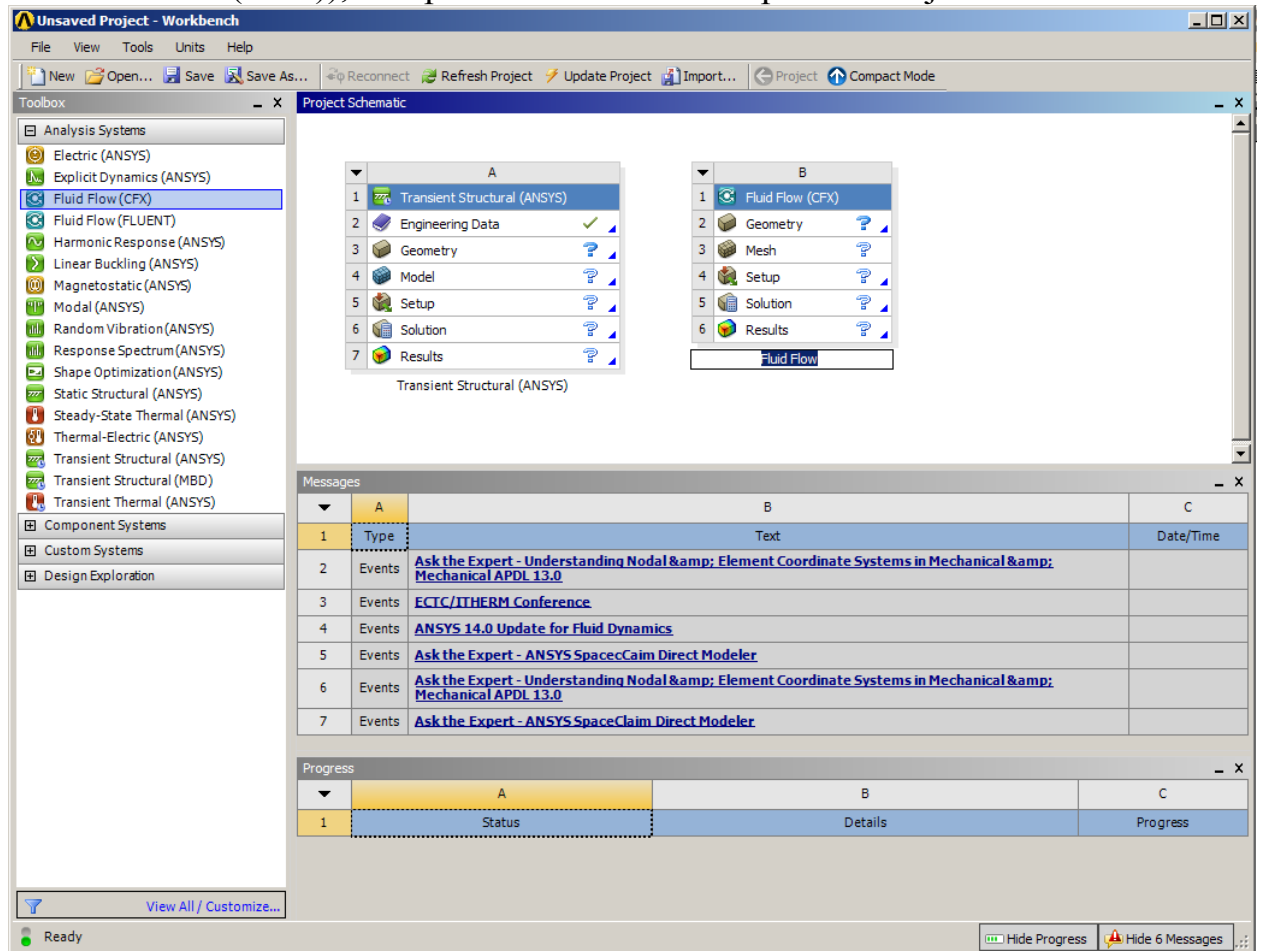 Unsaved Project - Workbench
File View Tools Units Help
New Open... Save Save As... Reconnect Refresh Project Update Project Import... Project Compact Mode
Toolbox
Analysis Systems
Electric (ANSYS)
Explicit Dynamics (ANSYS)
Fluid Flow (CFX)
Fluid Flow (FLUENT)
Harmonic Response (ANSYS)
Linear Buckling (ANSYS)
Magnetostatic (ANSYS)
Modal (ANSYS)
Random Vibration (ANSYS)
Response Spectrum (ANSYS)
Shape Optimization (ANSYS)
Static Structural (ANSYS)
Steady-State Thermal (ANSYS)
Thermal-Electric (ANSYS)
Transient Structural (ANSYS)
Transient Structural (MBD)
Transient Thermal (ANSYS)
Component Systems
Custom Systems
Design Exploration
View All / Customize...
Project Schematic
A
1 Transient Structural (ANSYS)
2 Engineering Data
3 Geometry ?
4 Model ?
5 Setup ?
6 Solution ?
7 Results ?
Transient Structural (ANSYS)
B
1 Fluid Flow (CFX)
2 Geometry ?
3 Mesh ?
4 Setup ?
5 Solution ?
6 Results ?
Fluid Flow
Messages
A B C
1 Type Text Date/Time
2 Events Ask the Expert - Understanding Nodal &amp; Element Coordinate Systems in Mechanical &amp;
Mechanical APDL 13.0
3 Events ECTC/ITHERM Conference
4 Events ANSYS 14.0 Update for Fluid Dynamics
5 Events Ask the Expert - ANSYS SpacecCaim Direct Modeler
6 Events Ask the Expert - Understanding Nodal &amp; Element Coordinate Systems in Mechanical &amp;
Mechanical APDL 13.0
7 Events Ask the Expert - ANSYS SpaceClaim Direct Modeler
Progress
A B C
1 Status Details Progress
Ready
Hide Progress Hide 6 Messages